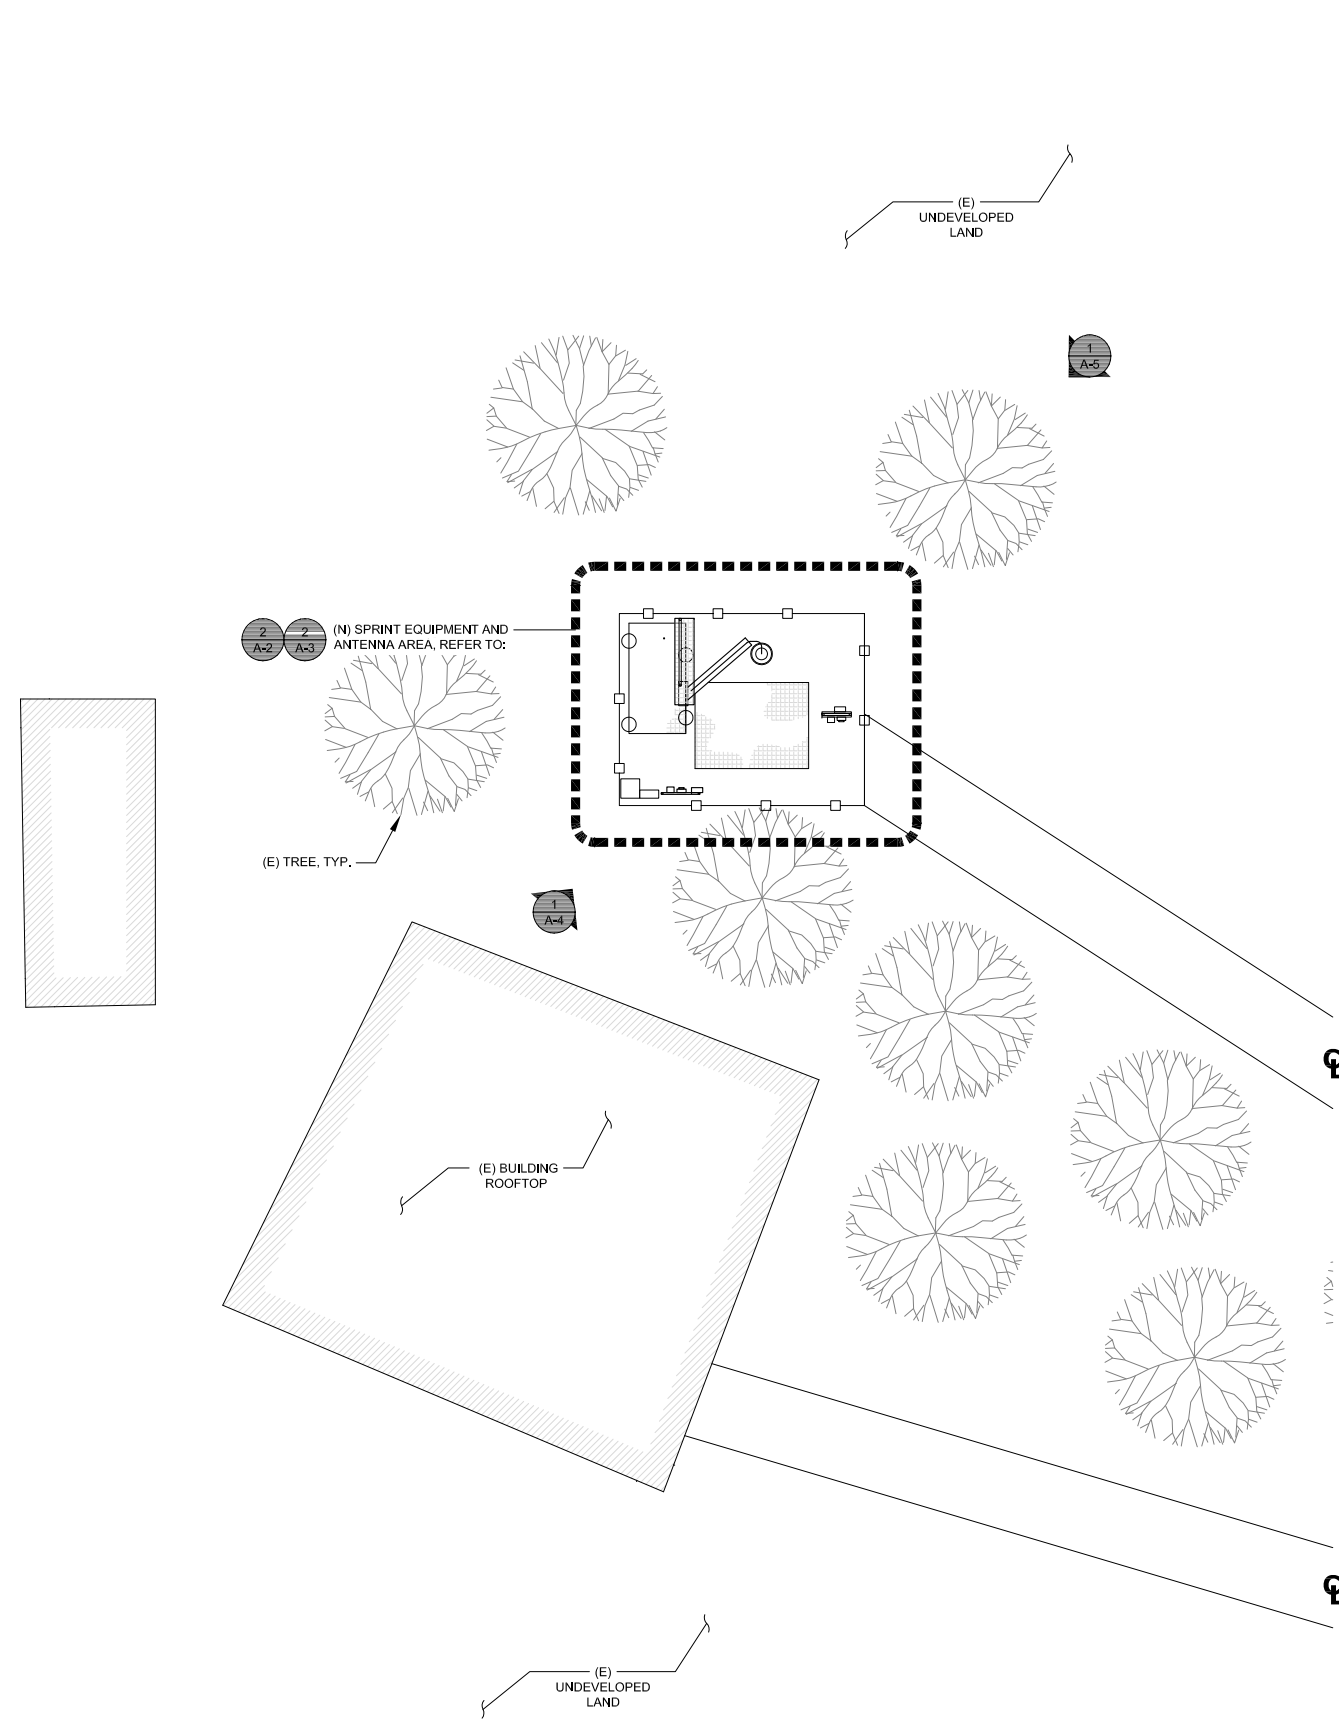 (E)
UNDEVELOPED
LAND
1
A-5
2
A-2
2
A-3
(N) SPRINT EQUIPMENT AND
ANTENNA AREA, REFER TO:
(E) TREE, TYP.
1
A-4
(E) BUILDING
ROOFTOP
(E)
UNDEVELOPED
LAND